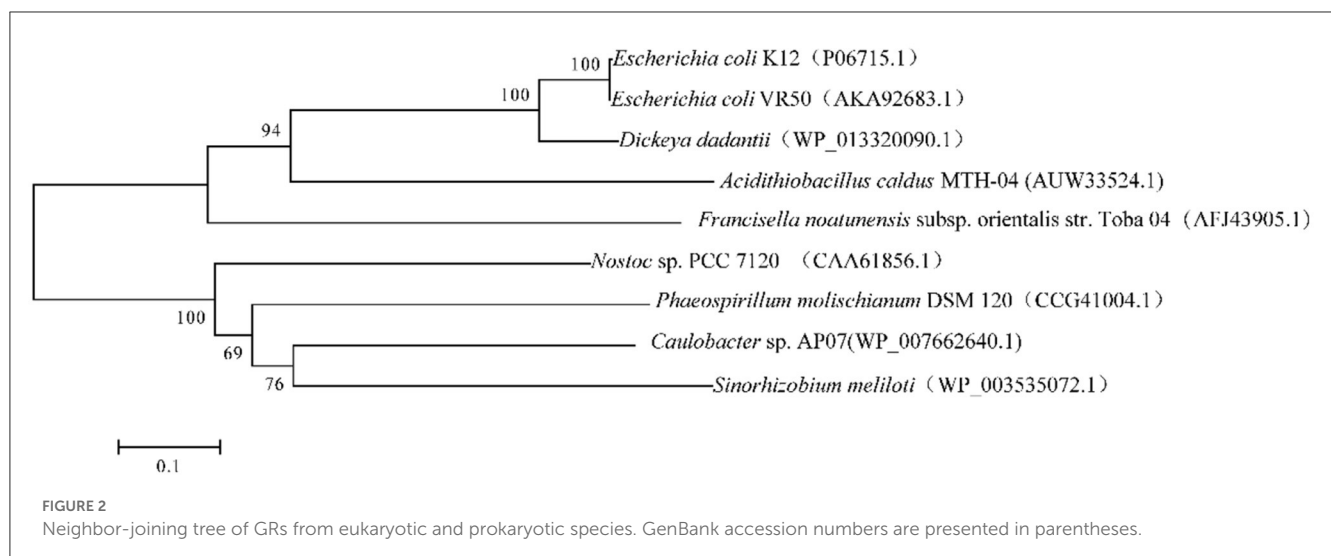 100 Escherichia coli K12（P06715.1）
100 Escherichia coli VR50（AKA92683.1）
94 Dickeya dadantii（WP_013320090.1）
Acidithiobacillus caldus MTH-04 (AUW33524.1)
Francisella noatunensis subsp. orientalis str. Toba 04（AFJ43905.1）
Nostoc sp. PCC 7120 （CAA61856.1）
100 Phaeospirillum molischianum DSM 120（CCG41004.1）
69 Caulobacter sp. AP07(WP_007662640.1)
76 Sinorhizobium meliloti（WP_003535072.1）
0.1
FIGURE 2
Neighbor-joining tree of GRs from eukaryotic and prokaryotic species. GenBank accession numbers are presented in parentheses.